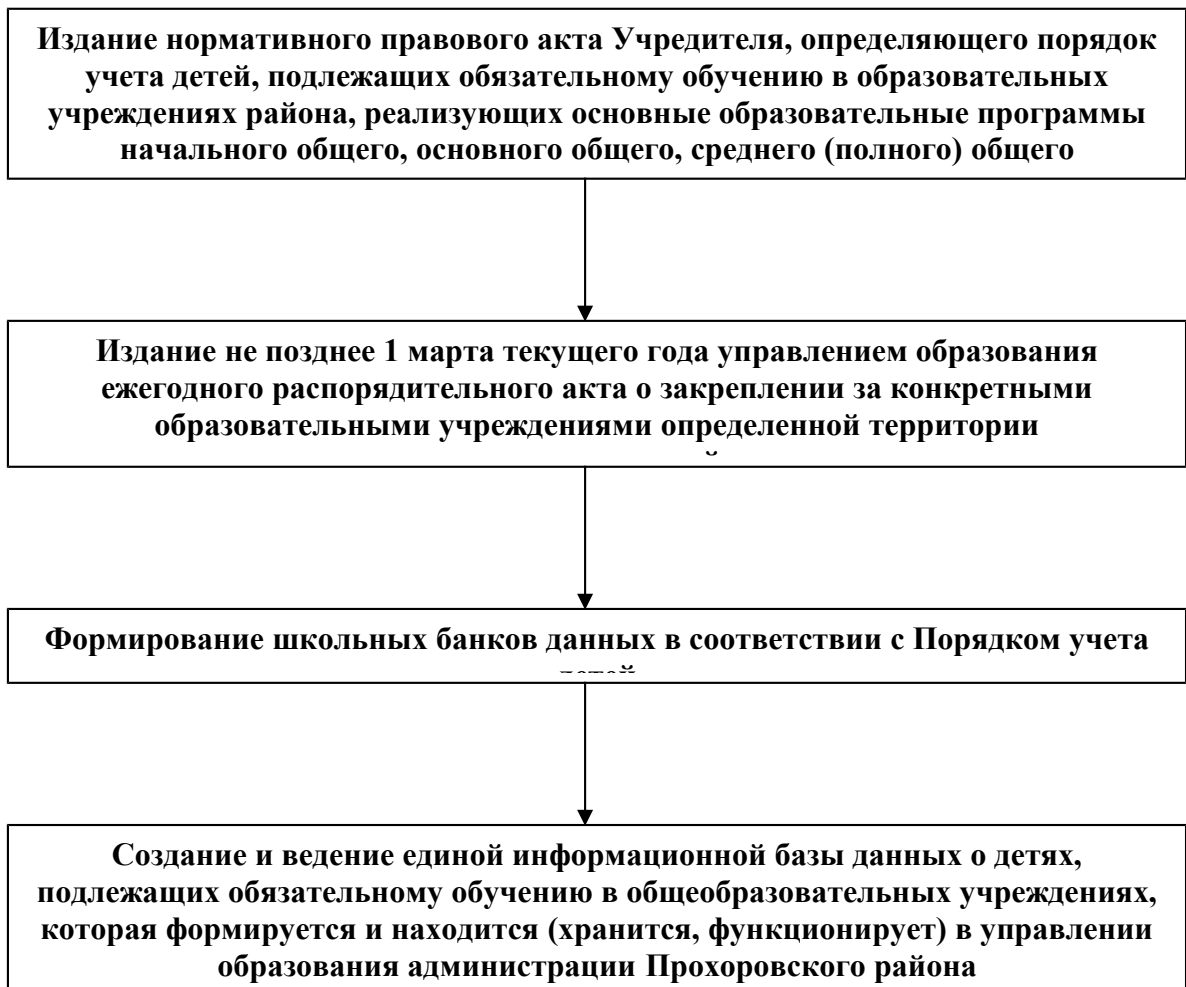 Издание нормативного правового акта Учредителя, определяющего порядок
учета детей, подлежащих обязательному обучению в образовательных
учреждениях района, реализующих основные образовательные программы
начального общего, основного общего, среднего (полного) общего
Издание не позднее 1 марта текущего года управлением образования
ежегодного распорядительного акта о закреплении за конкретными
образовательными учреждениями определенной территории
Формирование школьных банков данных в соответствии с Порядком учета
детей
Создание и ведение единой информационной базы данных о детях,
подлежащих обязательному обучению в общеобразовательных учреждениях,
которая формируется и находится (хранится, функционирует) в управлении
образования администрации Прохоровского района